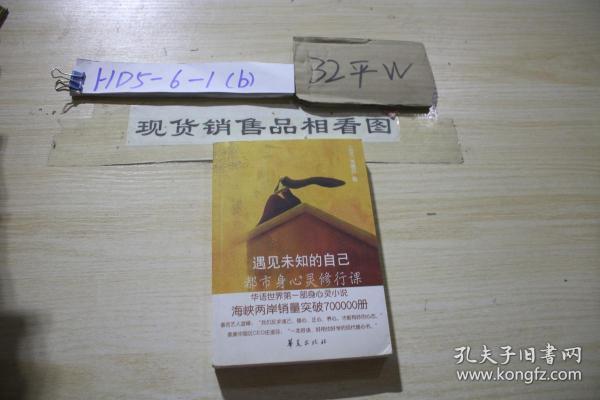 HD5-6-1(b)
32平W
现货销售品相看图
遇见未知的自己
都市身心灵修行课
华语世界第一部身心灵小说
海峡两岸销量突破700000册
华夏出版社
孔夫子旧书网
www.kongfz.com